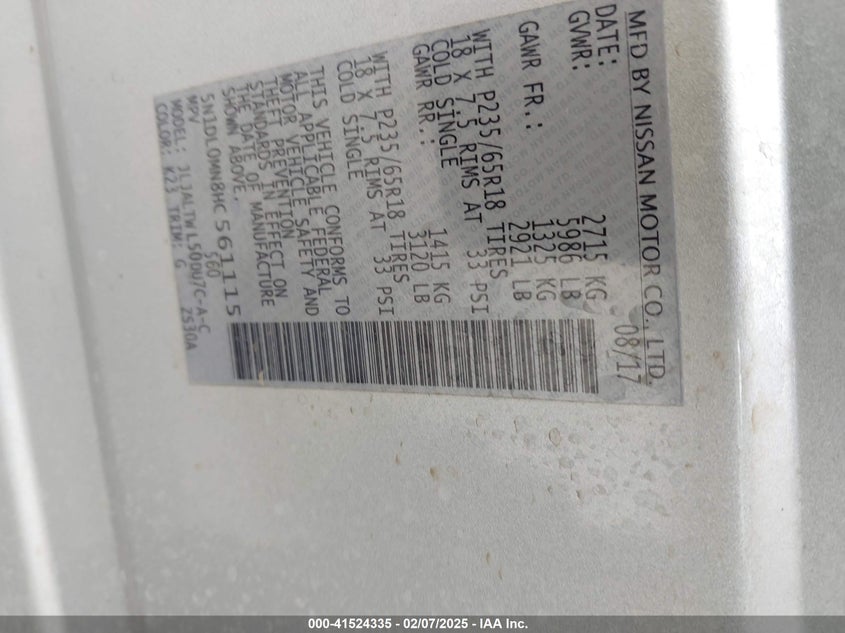 MFD BY NISSAN MOTOR CO., LTD.
DATE: 08/17
GVWR: 2715 KG
5986 LB
GAWR FR.: 1325 KG
2921 LB
WITH P235/65R18 TIRES
18 X 7.5 RIMS AT 33 PSI
COLD SINGLE
GAWR RR.: 1415 KG
3120 LB
WITH P235/65R18 TIRES
18 X 7.5 RIMS AT 33 PSI
COLD SINGLE
THIS VEHICLE CONFORMS TO
ALL APPLICABLE FEDERAL
MOTOR VEHICLE SAFETY AND
THEFT PREVENTION
STANDARDS IN EFFECT ON
THE DATE OF MANUFACTURE
SHOWN ABOVE.
5N1DL0MN8HC561115
MPV 560
MODEL: JLJALTWL50DU7C-A-C
COLOR: K23 TRIM: G ZS30A
000-41524335 - 02/07/2025 - IAA Inc.